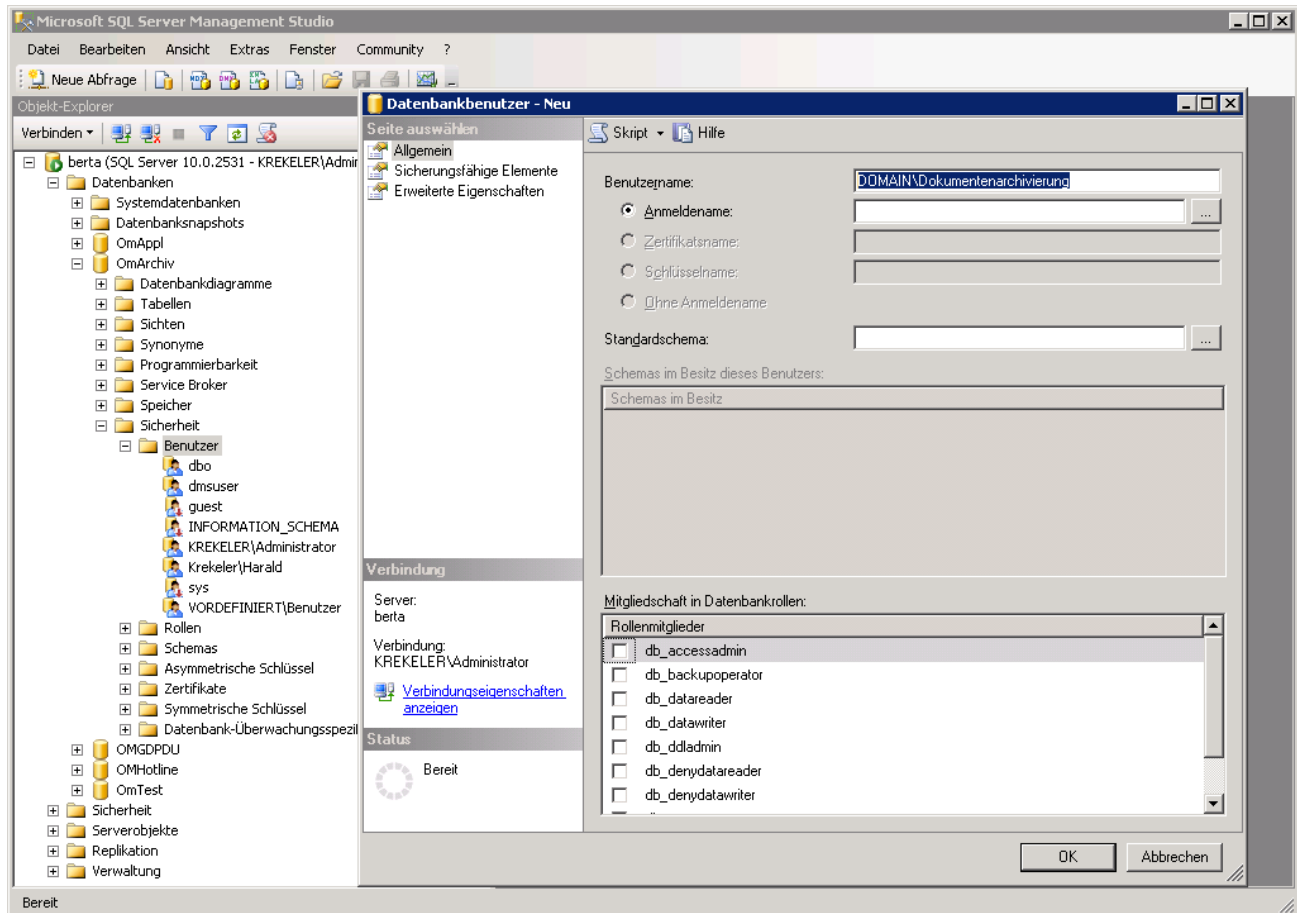 Microsoft SQL Server Management Studio
Datei Bearbeiten Ansicht Extras Fenster Community ?
Neue Abfrage
Objekt-Explorer
Verbinden
berta (SQL Server 10.0.2531 - KREKELER\Admir
Datenbanken
Systemdatenbanken
Datenbanksnapshots
OmAppl
OmArchiv
Datenbankdiagramme
Tabellen
Sichten
Synonyme
Programmierbarkeit
Service Broker
Speicher
Sicherheit
Benutzer
dbo
dmsuser
guest
INFORMATION_SCHEMA
KREKELER\Administrator
Krekeler\Harald
sys
VORDEFINIERT\Benutzer
Rollen
Schemas
Asymmetrische Schlüssel
Zertifikate
Symmetrische Schlüssel
Datenbank-Überwachungsspezif
OMGDPDU
OMHotline
OmTest
Sicherheit
Serverobjekte
Replikation
Verwaltung
Datenbankbenutzer - Neu
Seite auswählen
Allgemein
Sicherungsfähige Elemente
Erweiterte Eigenschaften
Verbindung
Server:
berta
Verbindung:
KREKELER\Administrator
Verbindungseigenschaften
anzeigen
Status
Bereit
Skript Hilfe
Benutzername: DOMAIN\Dokumentenarchivierung
Anmeldename: ...
Zertifikatsname:
Schlüsselname:
Ohne Anmeldename
Standardschema: ...
Schemas im Besitz dieses Benutzers:
Schemas im Besitz
Mitgliedschaft in Datenbankrollen:
Rollenmitglieder
db_accessadmin
db_backupoperator
db_datareader
db_datawriter
db_ddladmin
db_denydatareader
db_denydatawriter
OK Abbrechen
Bereit